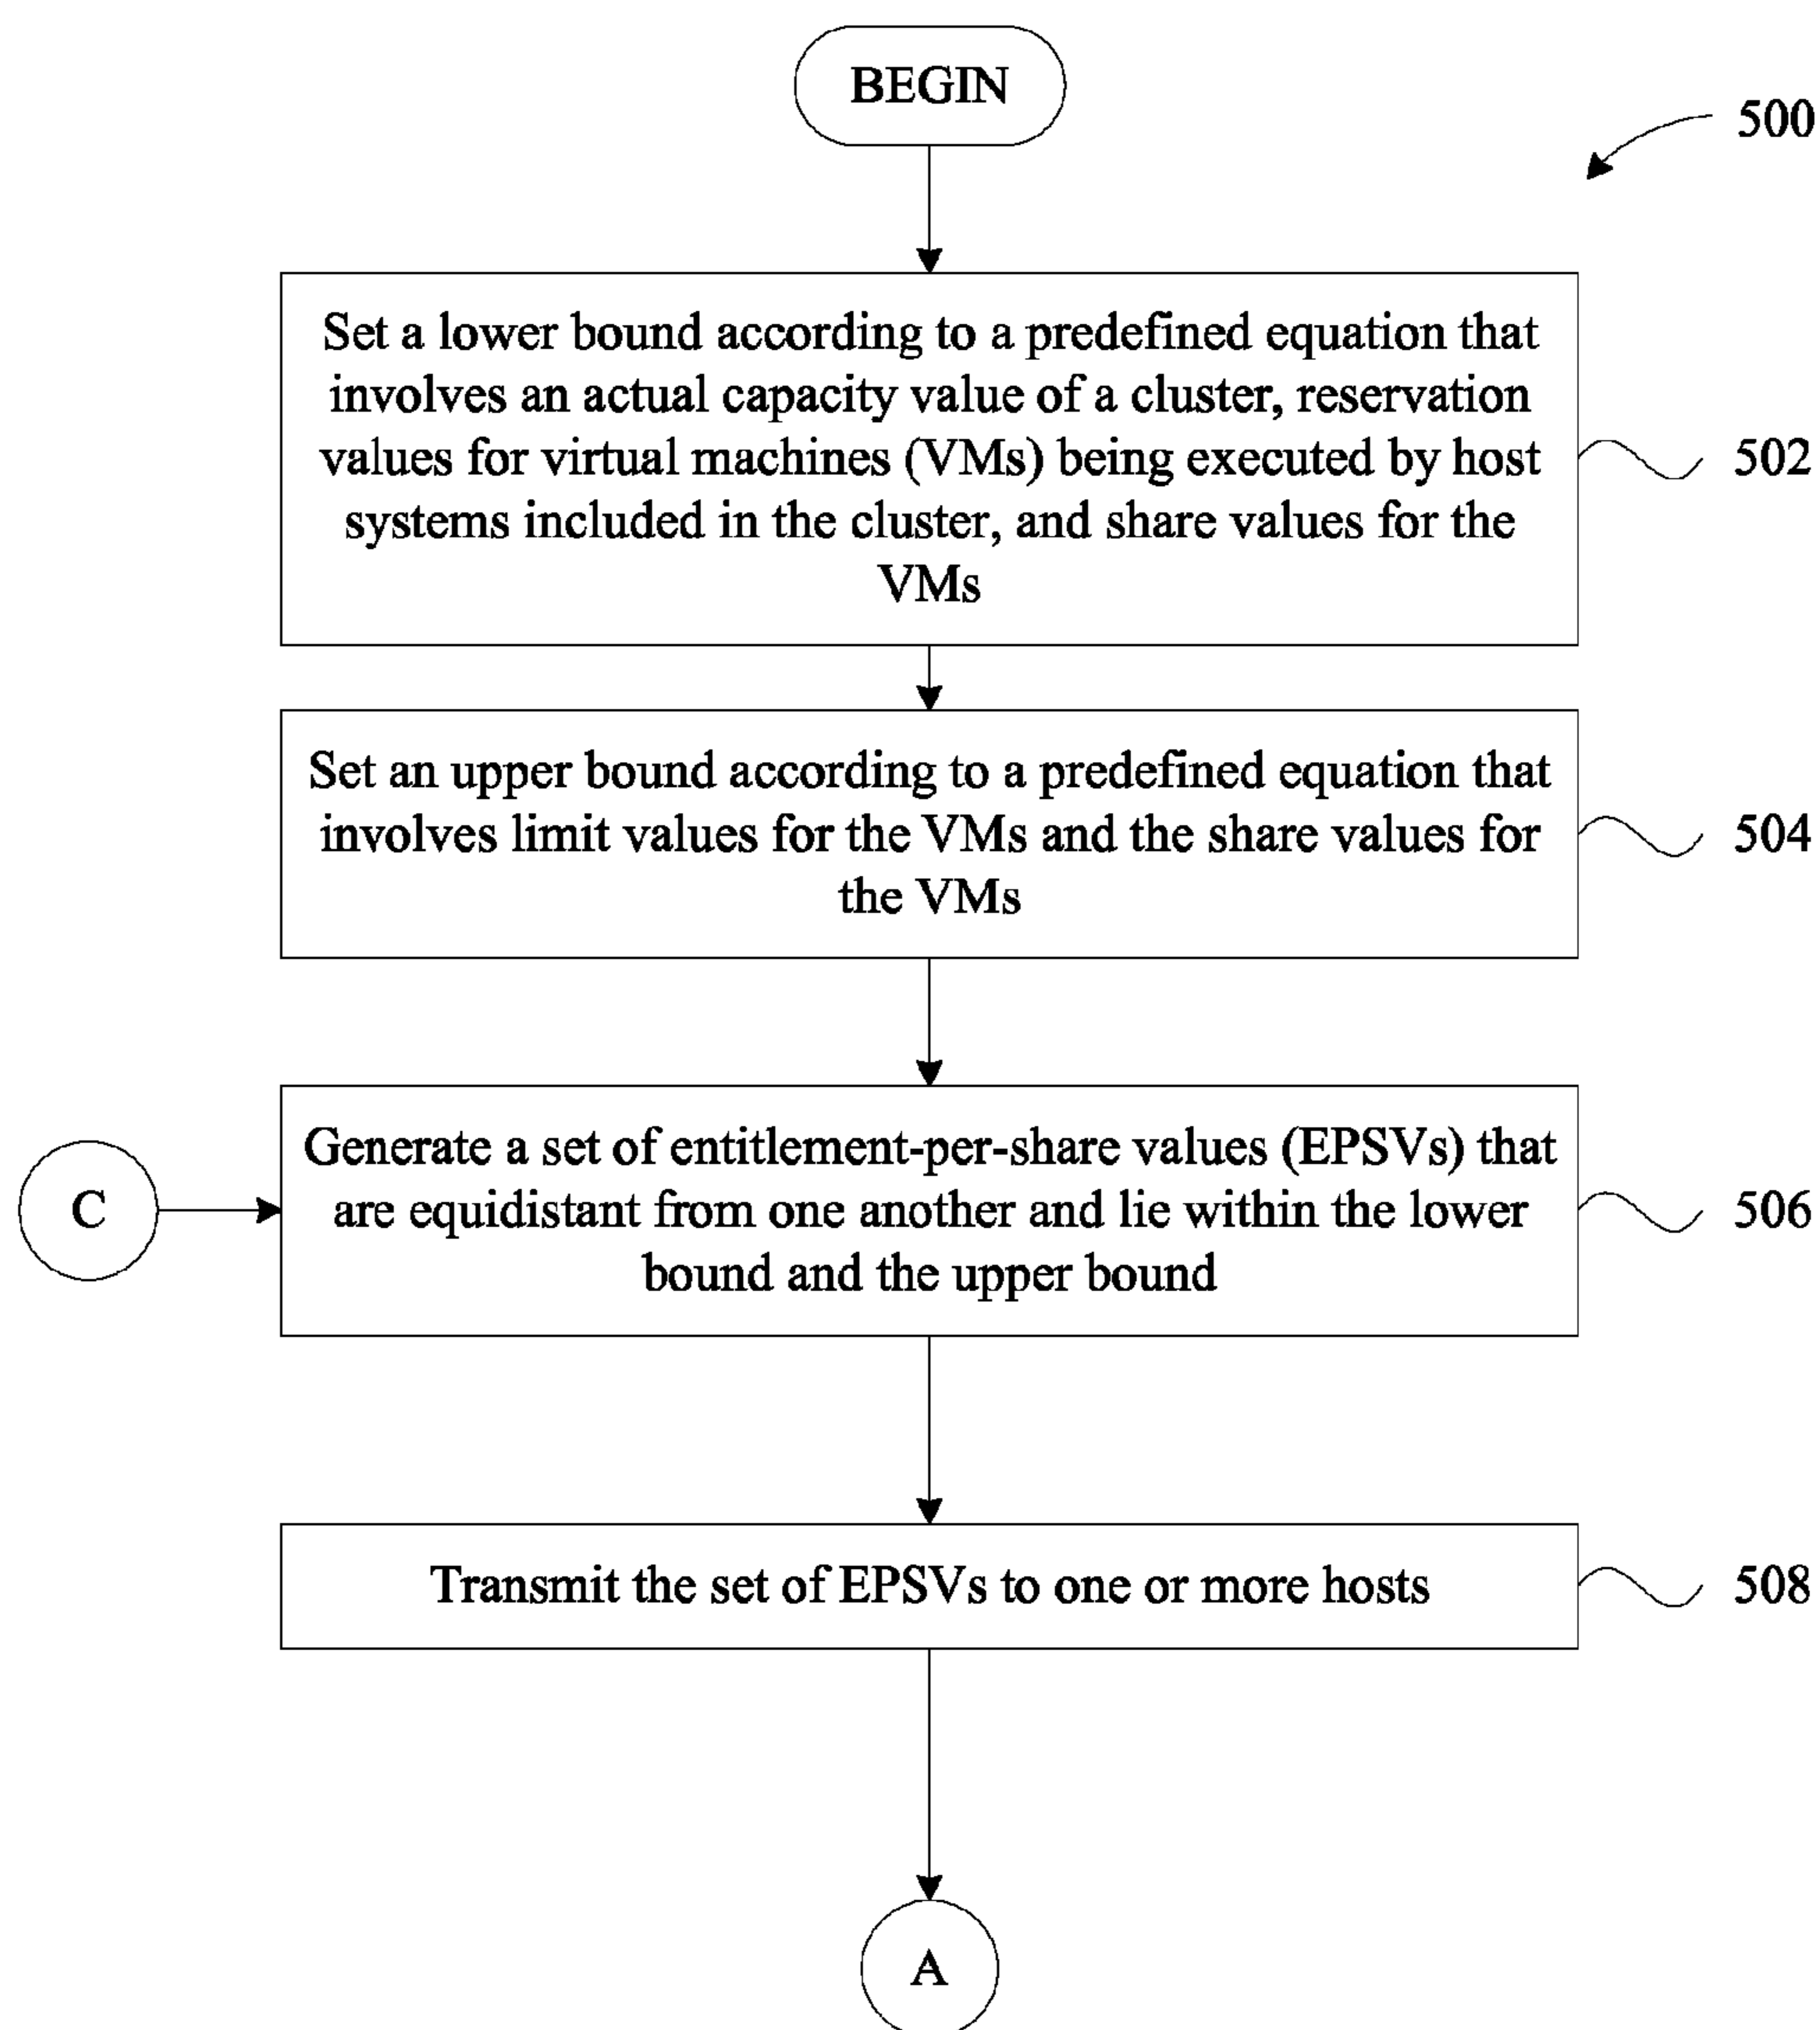 BEGIN
500
Set a lower bound according to a predefined equation that
involves an actual capacity value of a cluster, reservation
values for virtual machines (VMs) being executed by host
systems included in the cluster, and share values for the
VMs
502
Set an upper bound according to a predefined equation that
involves limit values for the VMs and the share values for
the VMs
504
C
Generate a set of entitlement-per-share values (EPSVs) that
are equidistant from one another and lie within the lower
bound and the upper bound
506
Transmit the set of EPSVs to one or more hosts
508
A